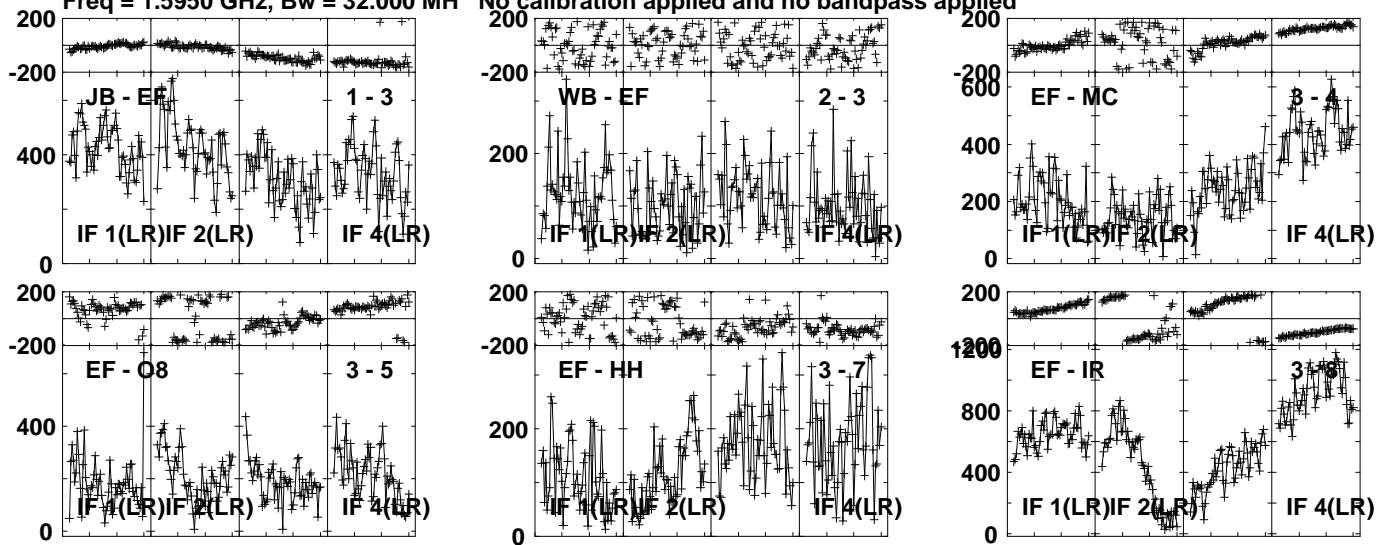 Freq = 1.5950 GHz, Bw = 32.000 MH No calibration applied and no bandpass applied
200 200 200
-200 -200 -200
JB - EF 1 - 3 WB - EF 2 - 3 EF - MC 3 - 4
600
400 200 400
200
IF 1(LR) IF 2(LR) IF 4(LR) IF 1(LR) IF 2(LR) IF 4(LR) IF 1(LR) IF 2(LR) IF 4(LR)
0 0 0
200 200 200
-200 -200 -200
1200
EF - O8 3 - 5 EF - HH 3 - 7 EF - IR 3 - 8
800
400 200 400
IF 1(LR) IF 2(LR) IF 4(LR) IF 1(LR) IF 2(LR) IF 4(LR) IF 1(LR) IF 2(LR) IF 4(LR)
0 0 0